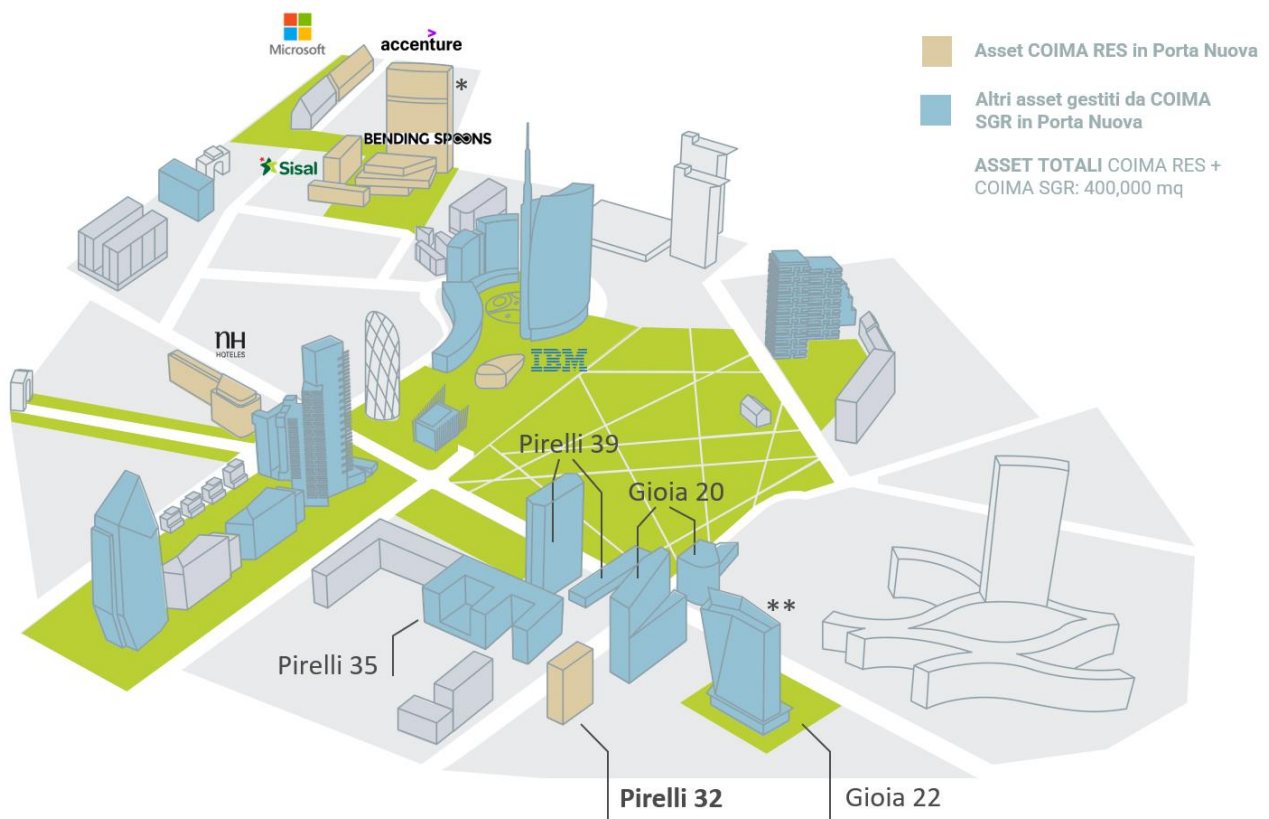 Microsoft
accenture
*
BENDING SPOONS
Sisal
Asset COIMA RES in Porta Nuova
Altri asset gestiti da COIMA
SGR in Porta Nuova
ASSET TOTALI COIMA RES +
COIMA SGR: 400,000 mq
nH
HOTELES
IBM
Pirelli 39
Gioia 20
**
Pirelli 35
Pirelli 32
Gioia 22